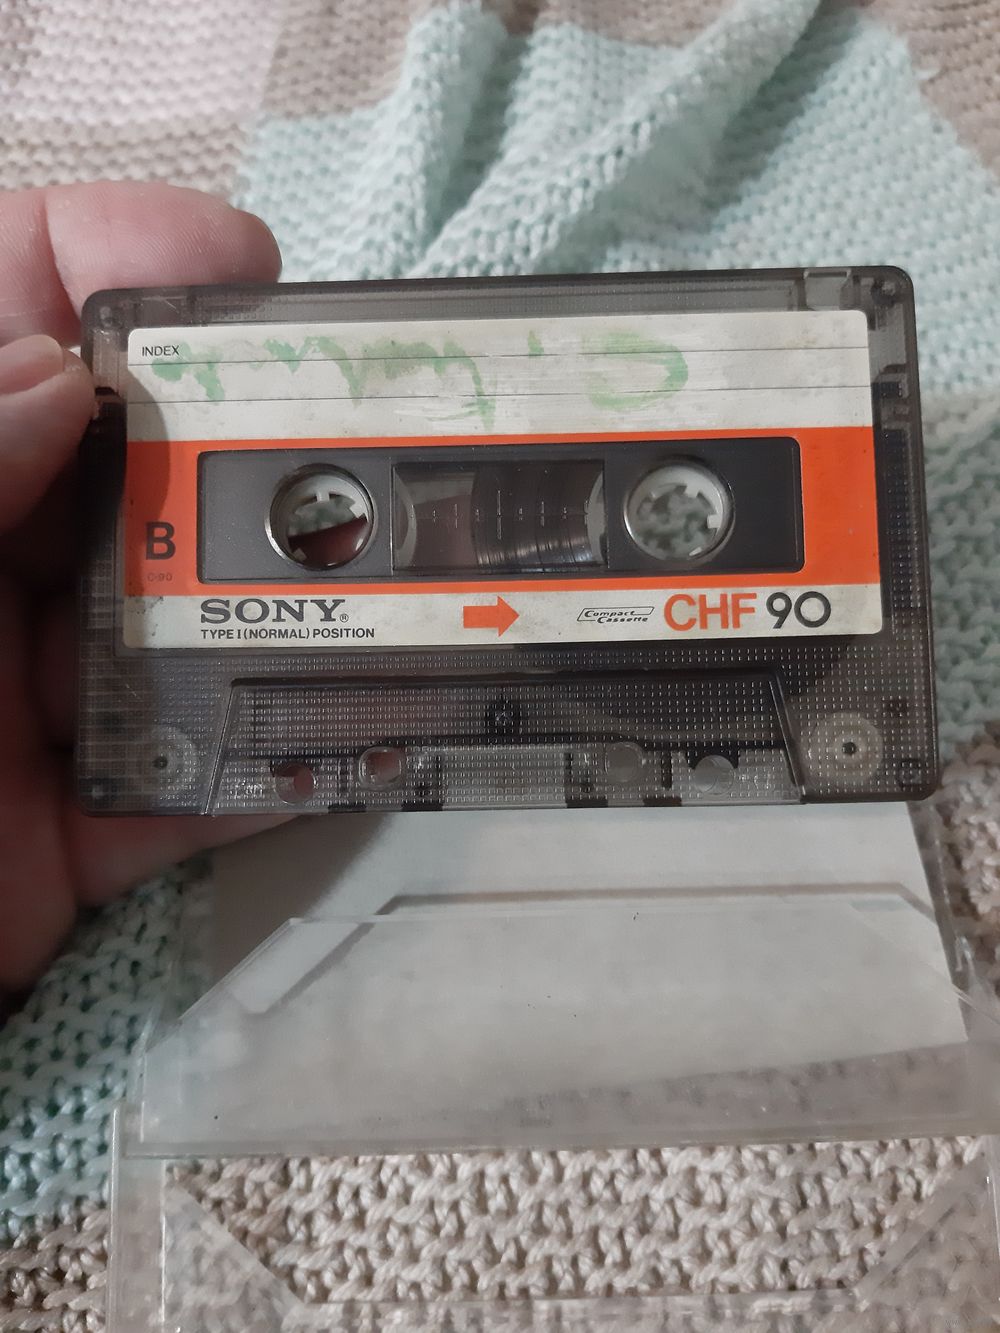 INDEX
B
C-90
SONY®
TYPE I (NORMAL) POSITION
Compact
Cassette
CHF 90